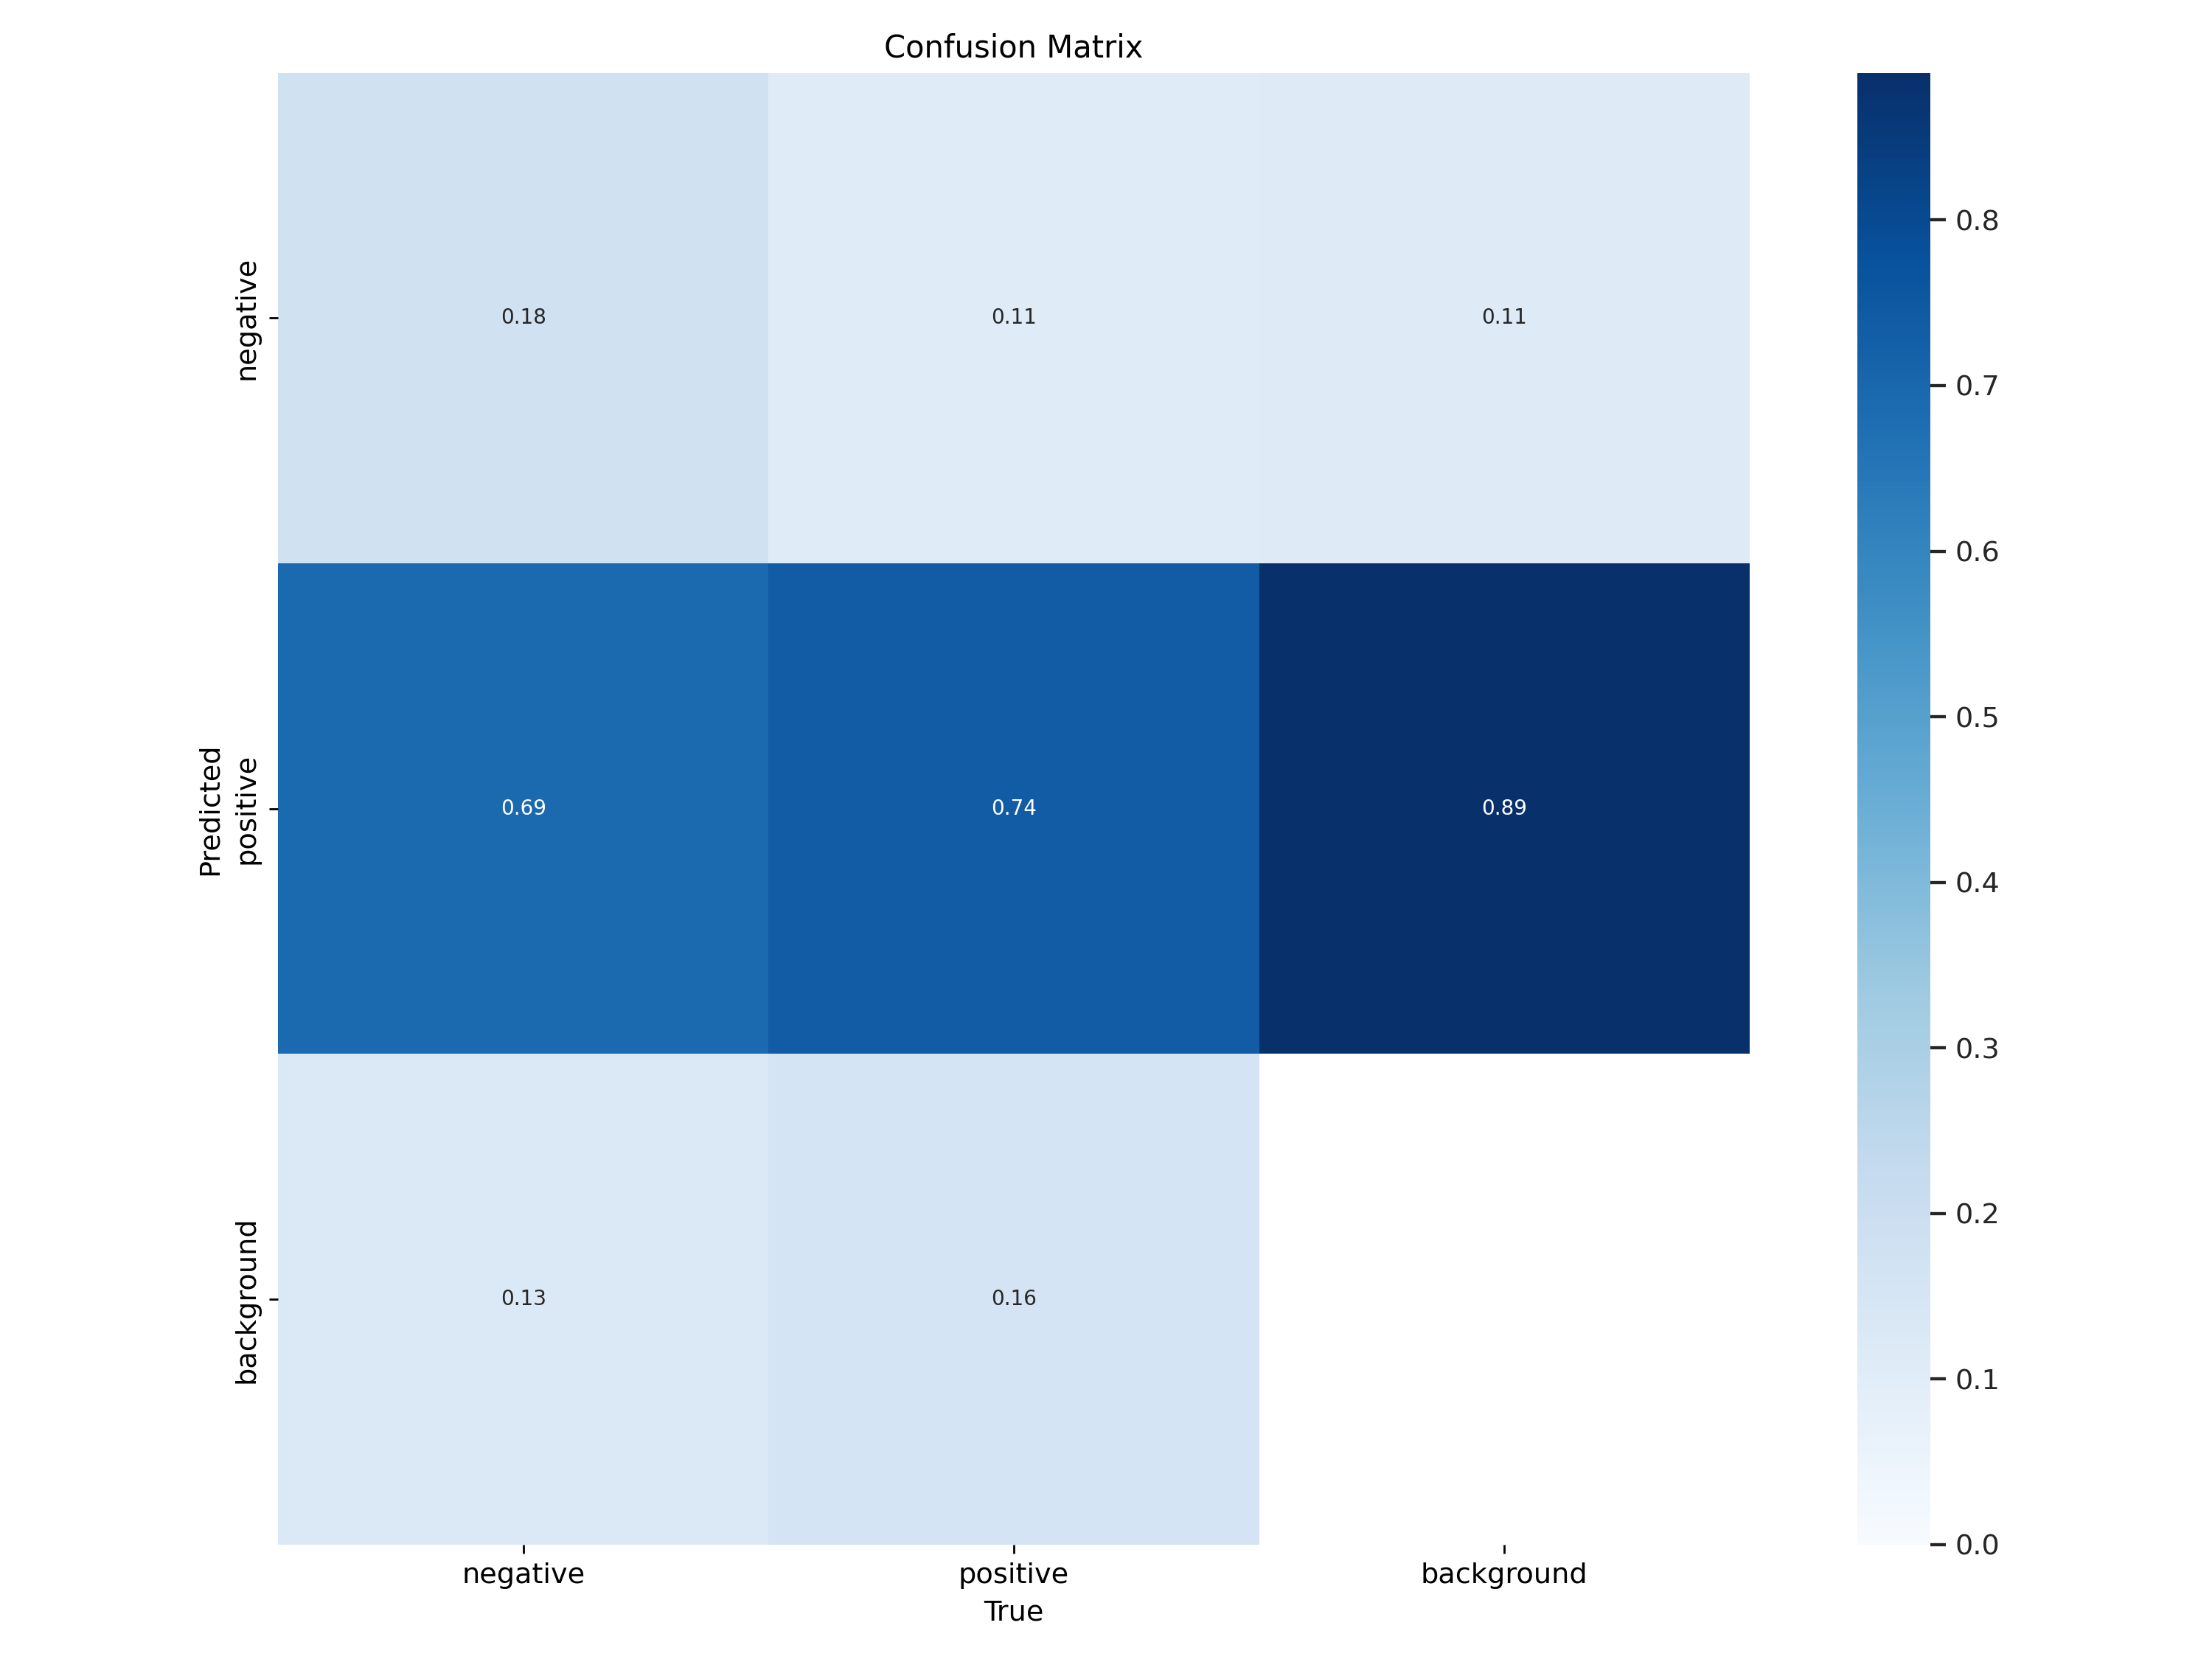 Confusion Matrix
negative
0.18 0.11 0.11
0.8
0.7
0.6
Predicted
positive
0.69 0.74 0.89
0.5
0.4
0.3
background
0.13 0.16
0.2
0.1
0.0
negative positive background
True